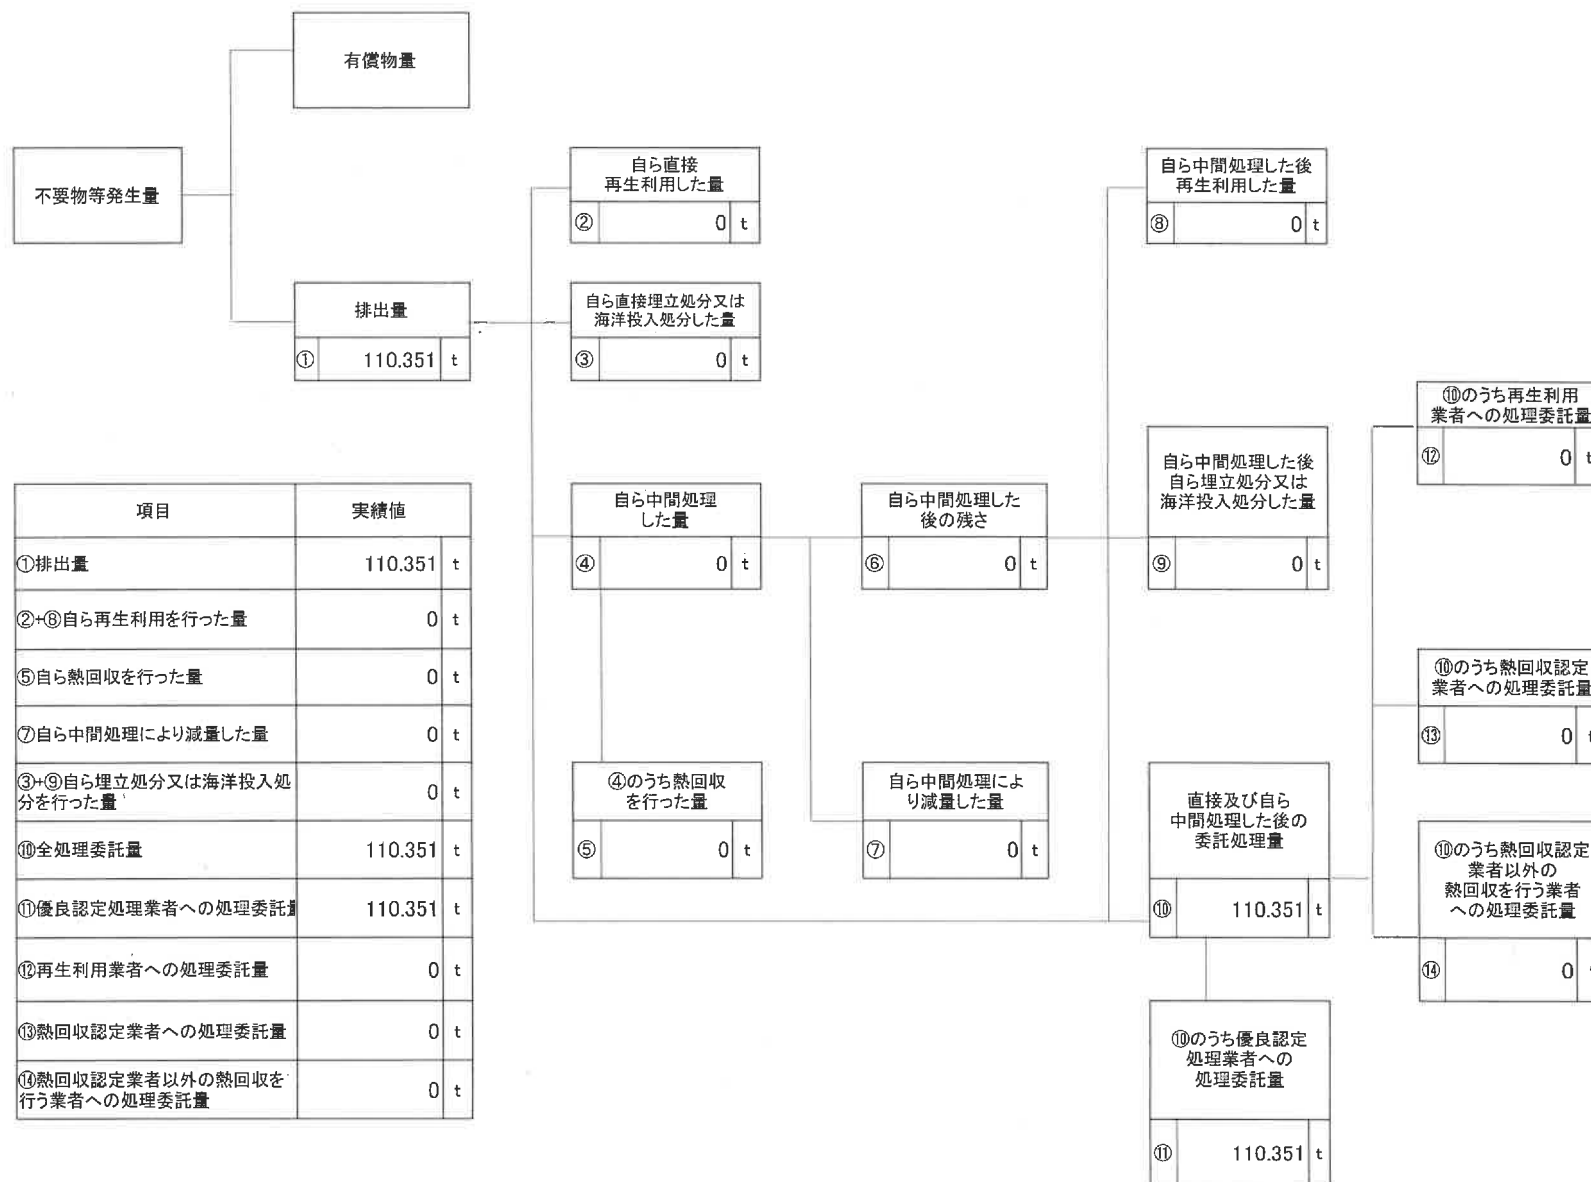 有償物量
不要物等発生量
排出量
① 110.351 t
自ら直接
再生利用した量
② 0 t
自ら直接埋立処分又は
海洋投入処分した量
③ 0 t
自ら中間処理
した量
④ 0 t
④のうち熱回収
を行った量
⑤ 0 t
自ら中間処理した
後の残さ
⑥ 0 t
自ら中間処理によ
り減量した量
⑦ 0 t
自ら中間処理した後
再生利用した量
⑧ 0 t
自ら中間処理した後
自ら埋立処分又は
海洋投入処分した量
⑨ 0 t
直接及び自ら
中間処理した後の
委託処理量
⑩ 110.351 t
⑩のうち優良認定
処理業者への
処理委託量
⑪ 110.351 t
⑩のうち再生利用
業者への処理委託量
⑫ 0 t
⑩のうち熱回収認定
業者への処理委託量
⑬ 0 t
⑩のうち熱回収認定
業者以外の
熱回収を行う業者
への処理委託量
⑭ 0
項目 実績値
①排出量 110.351 t
②+⑧自ら再生利用を行った量 0 t
⑤自ら熱回収を行った量 0 t
⑦自ら中間処理により減量した量 0 t
③+⑨自ら埋立処分又は海洋投入処
分を行った量 0 t
⑩全処理委託量 110.351 t
⑪優良認定処理業者への処理委託量 110.351 t
⑫再生利用業者への処理委託量 0 t
⑬熱回収認定業者への処理委託量 0 t
⑭熱回収認定業者以外の熱回収を
行う業者への処理委託量 0 t